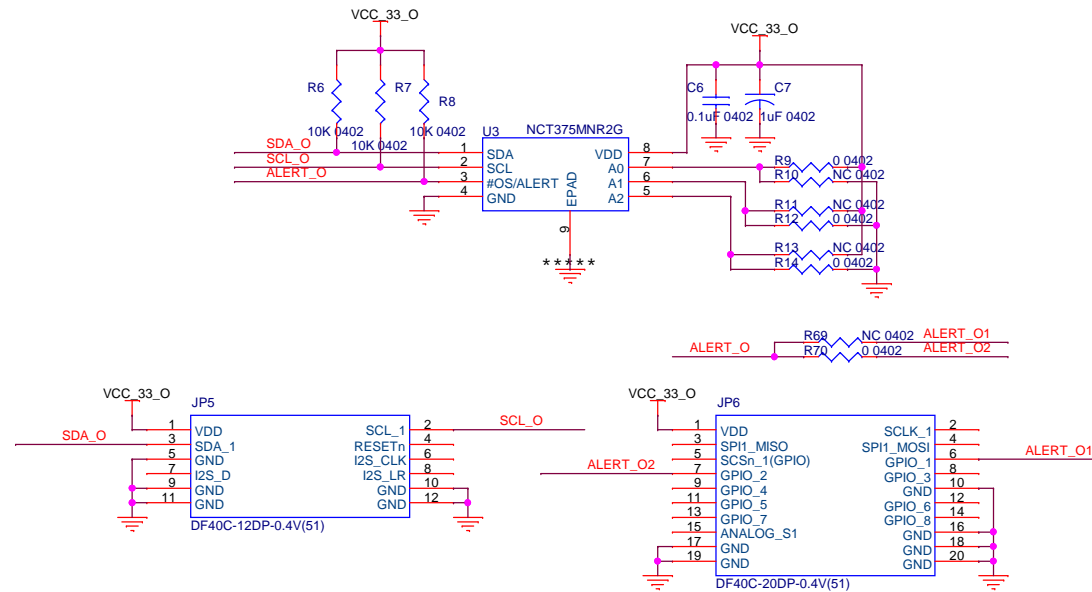 VCC_33_O
VCC_33_O
R6
R7
R8
C6
C7
0.1uF 0402
1uF 0402
10K 0402
10K 0402
10K 0402
U3
NCT375MNR2G
SDA_O
SCL_O
ALERT_O
1 SDA
2 SCL
3 #OS/ALERT
4 GND
EPAD
9
VDD 8
A0 7
A1 6
A2 5
*****
R9 0 0402
R10 NC 0402
R11 NC 0402
R12 0 0402
R13 NC 0402
R14 0 0402
ALERT_O
R69 NC 0402 ALERT_O1
R70 0 0402 ALERT_O2
VCC_33_O
JP5
SDA_O
SCL_O
1 VDD SCL_1 2
3 SDA_1 RESETn 4
5 GND I2S_CLK 6
7 I2S_D I2S_LR 8
9 GND GND 10
11 GND GND 12
DF40C-12DP-0.4V(51)
VCC_33_O
JP6
ALERT_O2
ALERT_O1
1 VDD SCLK_1 2
3 SPI1_MISO SPI1_MOSI 4
5 SCSn_1(GPIO) GPIO_1 6
7 GPIO_2 GPIO_3 8
9 GPIO_4 GND 10
11 GPIO_5 GPIO_6 12
13 GPIO_7 GPIO_8 14
15 ANALOG_S1 GND 16
17 GND GND 18
19 GND GND 20
DF40C-20DP-0.4V(51)